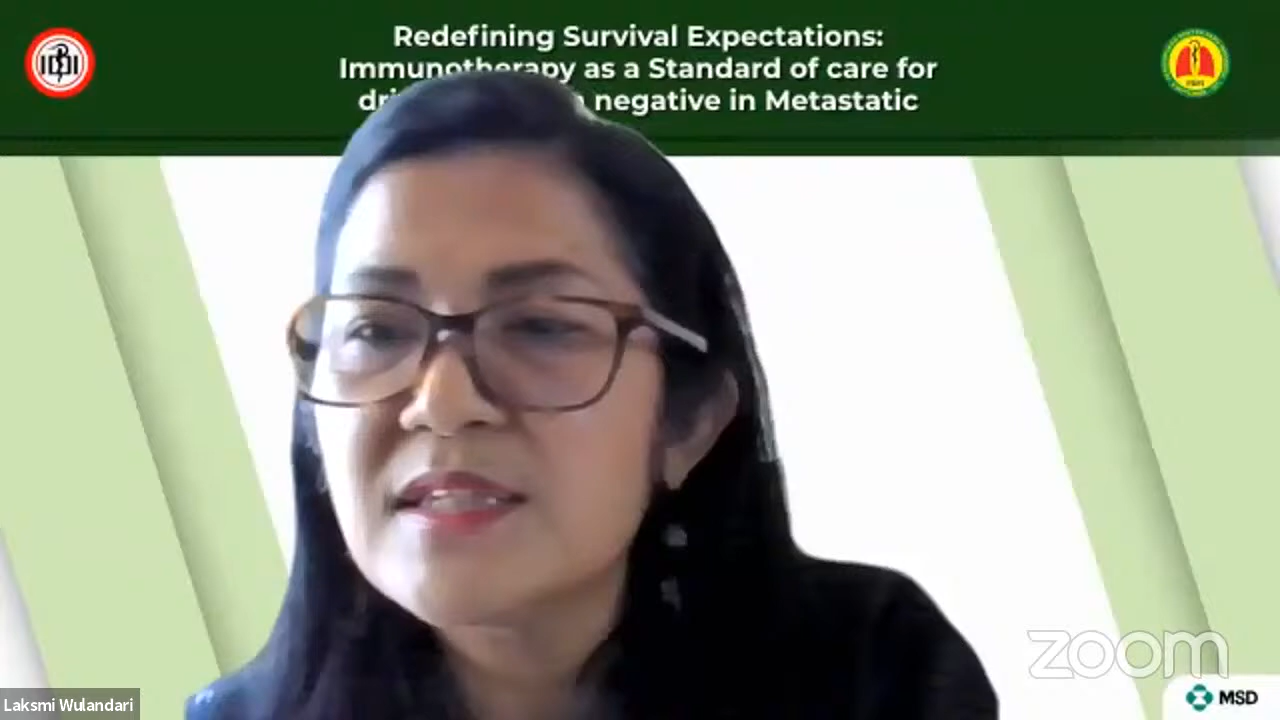 Redefining Survival Expectations:
Immunotherapy as a Standard of care for
negative in Metastatic
Laksmi Wulandari
zoom
MSD